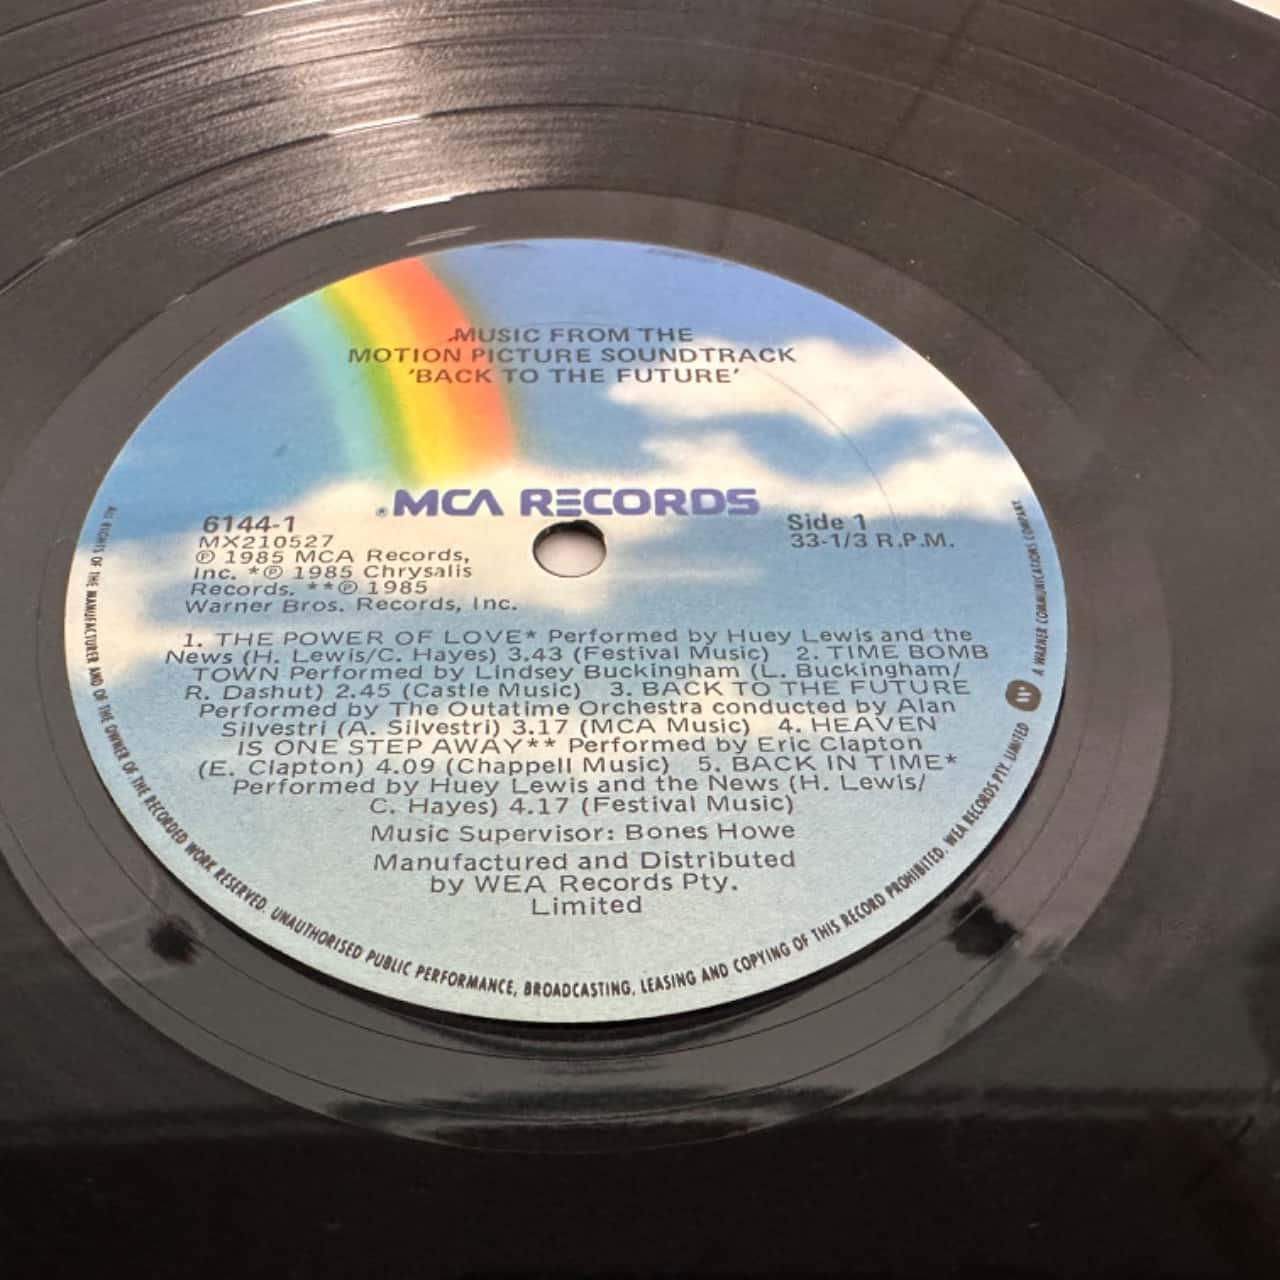 MUSIC FROM THE
MOTION PICTURE SOUNDTRACK
'BACK TO THE FUTURE'
®MCA RECORDS
6144-1
MX210527
℗ 1985 MCA Records,
Inc. *℗ 1985 Chrysalis
Records. **℗ 1985
Warner Bros. Records, Inc.
Side 1
33-1/3 R.P.M.
1. THE POWER OF LOVE* Performed by Huey Lewis and the
News (H. Lewis/C. Hayes) 3.43 (Festival Music) 2. TIME BOMB
TOWN Performed by Lindsey Buckingham (L. Buckingham/
R. Dashut) 2.45 (Castle Music) 3. BACK TO THE FUTURE
Performed by The Outatime Orchestra conducted by Alan
Silvestri (A. Silvestri) 3.17 (MCA Music) 4. HEAVEN
IS ONE STEP AWAY** Performed by Eric Clapton
(E. Clapton) 4.09 (Chappell Music) 5. BACK IN TIME*
Performed by Huey Lewis and the News (H. Lewis/
C. Hayes) 4.17 (Festival Music)
Music Supervisor: Bones Howe
Manufactured and Distributed
by WEA Records Pty.
Limited
ALL RIGHTS OF THE MANUFACTURER AND OF THE OWNER OF THE RECORDED WORK RESERVED. UNAUTHORISED PUBLIC PERFORMANCE, BROADCASTING, LEASING AND COPYING OF THIS RECORD PROHIBITED. WEA RECORDS PTY. LIMITED A WARNER COMMUNICATIONS COMPANY